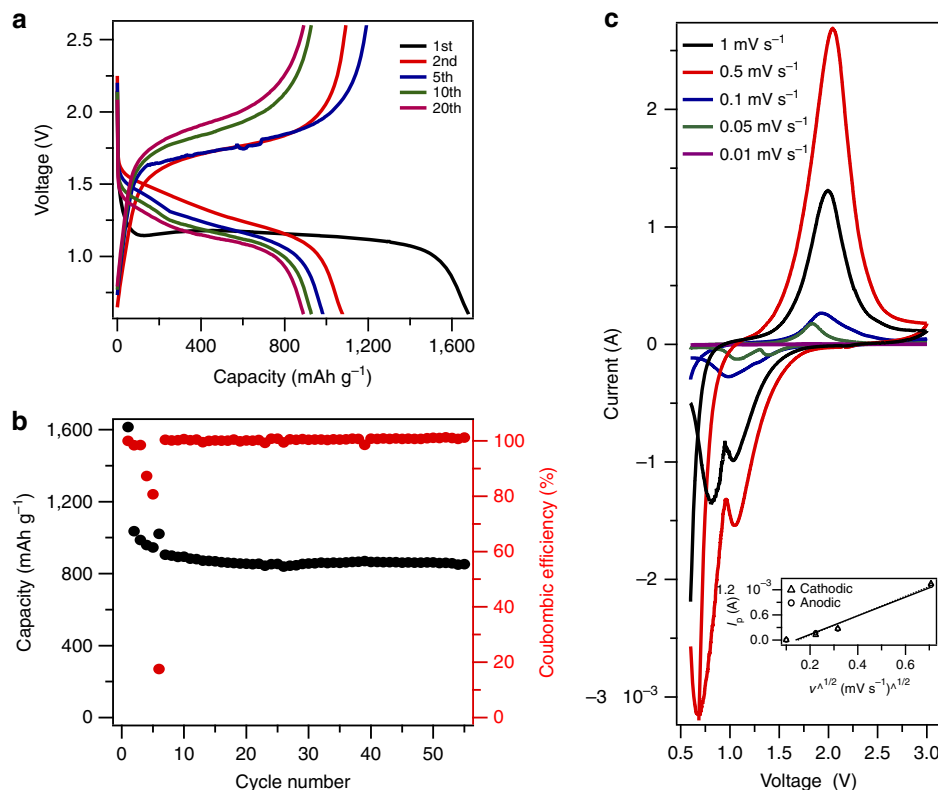 a
2.5
2.0
1.5
1.0
Voltage (V)
1st
2nd
5th
10th
20th
0
400
800
1,200
1,600
Capacity (mAh g⁻¹)
b
1,600
1,200
800
400
0
Capacity (mAh g⁻¹)
100
80
60
40
20
0
Coubombic efficiency (%)
0
10
20
30
40
50
Cycle number
c
1 mV s⁻¹
0.5 mV s⁻¹
0.1 mV s⁻¹
0.05 mV s⁻¹
0.01 mV s⁻¹
2
1
0
−1
−2
−3 10⁻³
Current (A)
0.5
1.0
1.5
2.0
2.5
3.0
Voltage (V)
Cathodic
Anodic
1.2 10⁻³
0.6
0.0
Iₚ (A)
0.2
0.4
0.6
v^1/2 (mV s⁻¹)^1/2